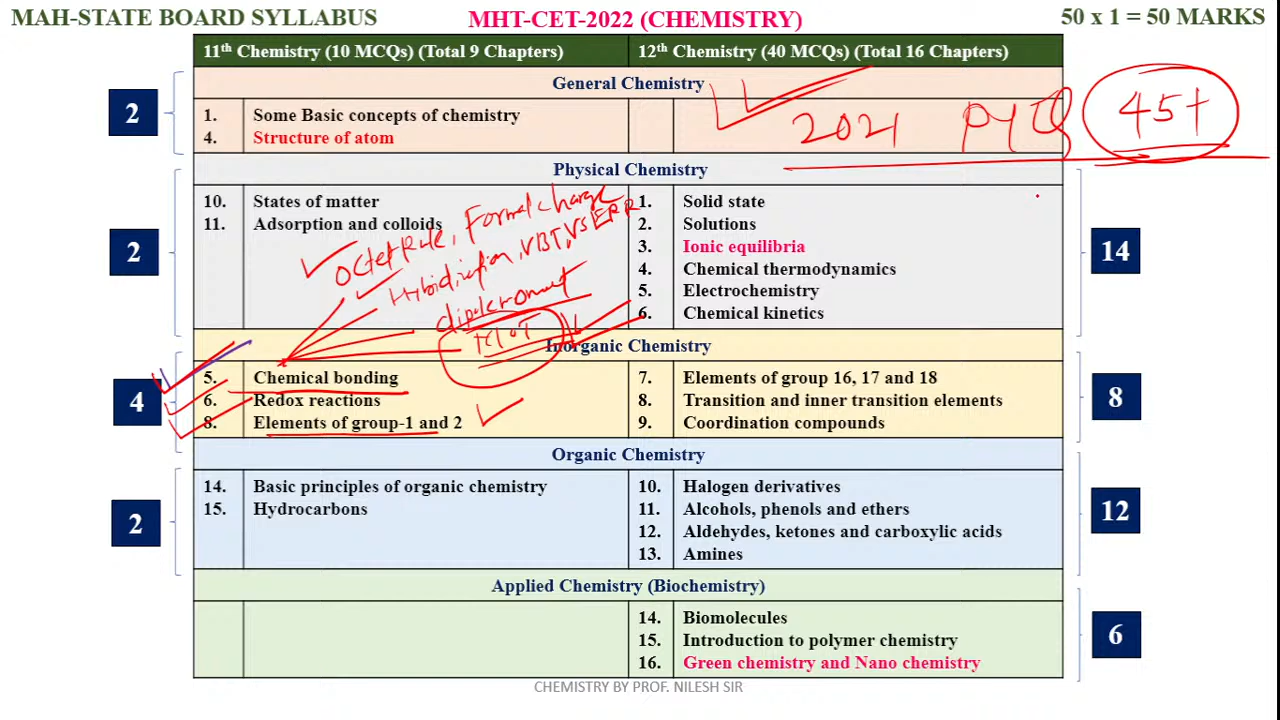 MAH-STATE BOARD SYLLABUS
MHT-CET-2022 (CHEMISTRY)
50 x 1 = 50 MARKS
11th Chemistry (10 MCQs) (Total 9 Chapters)
12th Chemistry (40 MCQs) (Total 16 Chapters)
General Chemistry
2
1. Some Basic concepts of chemistry
4. Structure of atom
2021 PYQ 45+
Physical Chemistry
2
10. States of matter
11. Adsorption and colloids
Octet Rule, Formal charge
Hybridization, VBT, VSEPR
dipole moment
MOT
1. Solid state
2. Solutions
3. Ionic equilibria
4. Chemical thermodynamics
5. Electrochemistry
6. Chemical kinetics
14
Inorganic Chemistry
4
5. Chemical bonding
6. Redox reactions
8. Elements of group-1 and 2
7. Elements of group 16, 17 and 18
8. Transition and inner transition elements
9. Coordination compounds
8
Organic Chemistry
2
14. Basic principles of organic chemistry
15. Hydrocarbons
10. Halogen derivatives
11. Alcohols, phenols and ethers
12. Aldehydes, ketones and carboxylic acids
13. Amines
12
Applied Chemistry (Biochemistry)
14. Biomolecules
15. Introduction to polymer chemistry
16. Green chemistry and Nano chemistry
6
CHEMISTRY BY PROF. NILESH SIR